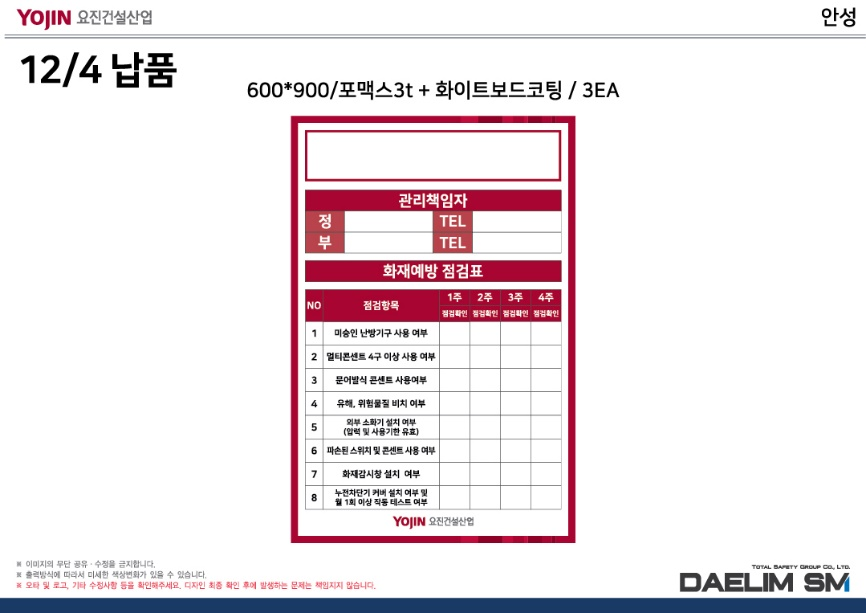 YOJIN 요진건설산업
안성
12/4 납품
600*900/포맥스3t + 화이트보드코팅 / 3EA
관리책임자
정 TEL
부 TEL
화재예방 점검표
NO 점검항목 1주 2주 3주 4주
점검확인 점검확인 점검확인 점검확인
1 미승인 난방기구 사용 여부
2 멀티콘센트 4구 이상 사용 여부
3 문어발식 콘센트 사용여부
4 유해, 위험물질 비치 여부
5 외부 소화기 설치 여부
(압력 및 사용기한 유효)
6 파손된 스위치 및 콘센트 사용 여부
7 화재감시창 설치 여부
8 누전차단기 커버 설치 여부 및
월 1회 이상 작동 테스트 여부
YOJIN 요진건설산업
※ 이미지의 무단 공유 · 수정을 금지합니다.
※ 출력방식에 따라서 미세한 색상변화가 있을 수 있습니다.
※ 오타 및 로고, 기타 수정사항 등을 확인해주세요. 디자인 최종 확인 후에 발생하는 문제는 책임지지 않습니다.
TOTAL SAFETY GROUP CO., LTD.
DAELIM SM